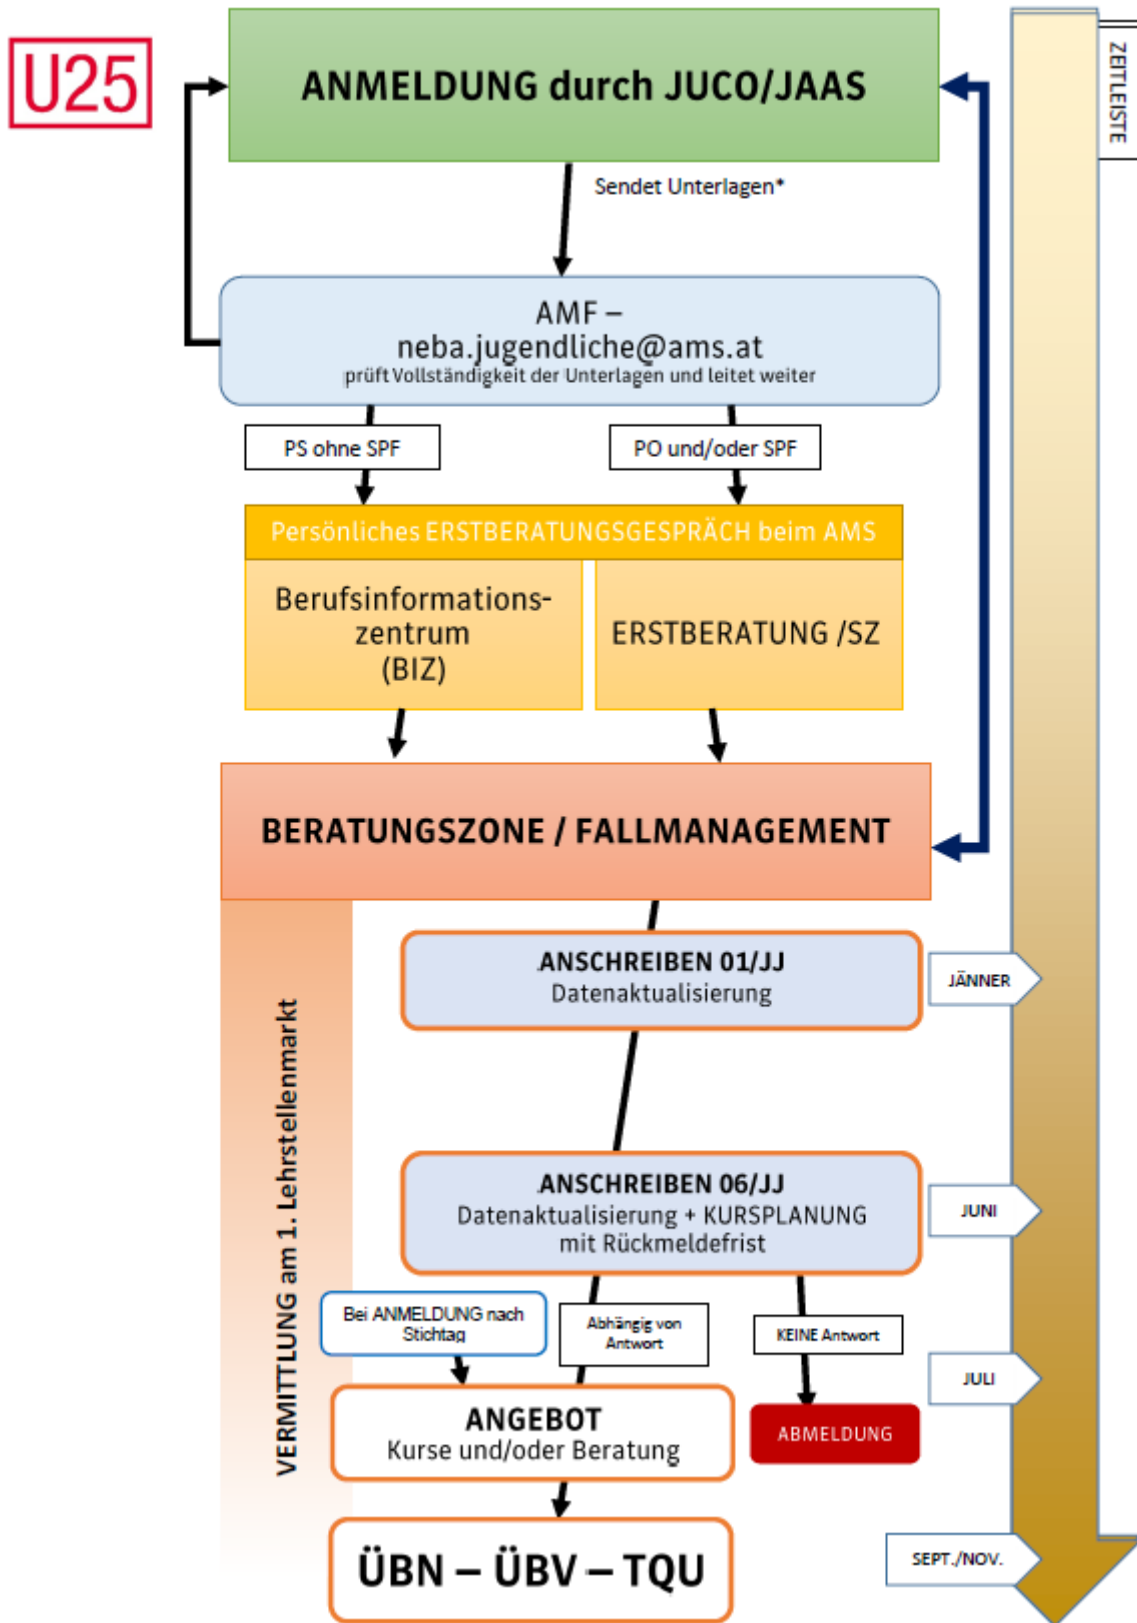 U25
ANMELDUNG durch JUCO/JAAS
ZEITLEISTE
Sendet Unterlagen*
AMF –
neba.jugendliche@ams.at
prüft Vollständigkeit der Unterlagen und leitet weiter
PS ohne SPF
PO und/oder SPF
Persönliches ERSTBERATUNGSGESPRÄCH beim AMS
Berufsinformations-
zentrum
(BIZ)
ERSTBERATUNG /SZ
BERATUNGSZONE / FALLMANAGEMENT
VERMITTLUNG am 1. Lehrstellenmarkt
ANSCHREIBEN 01/JJ
Datenaktualisierung
JÄNNER
ANSCHREIBEN 06/JJ
Datenaktualisierung + KURSPLANUNG
mit Rückmeldefrist
JUNI
Bei ANMELDUNG nach
Stichtag
Abhängig von
Antwort
KEINE Antwort
JULI
ANGEBOT
Kurse und/oder Beratung
ABMELDUNG
ÜBN – ÜBV – TQU
SEPT./NOV.